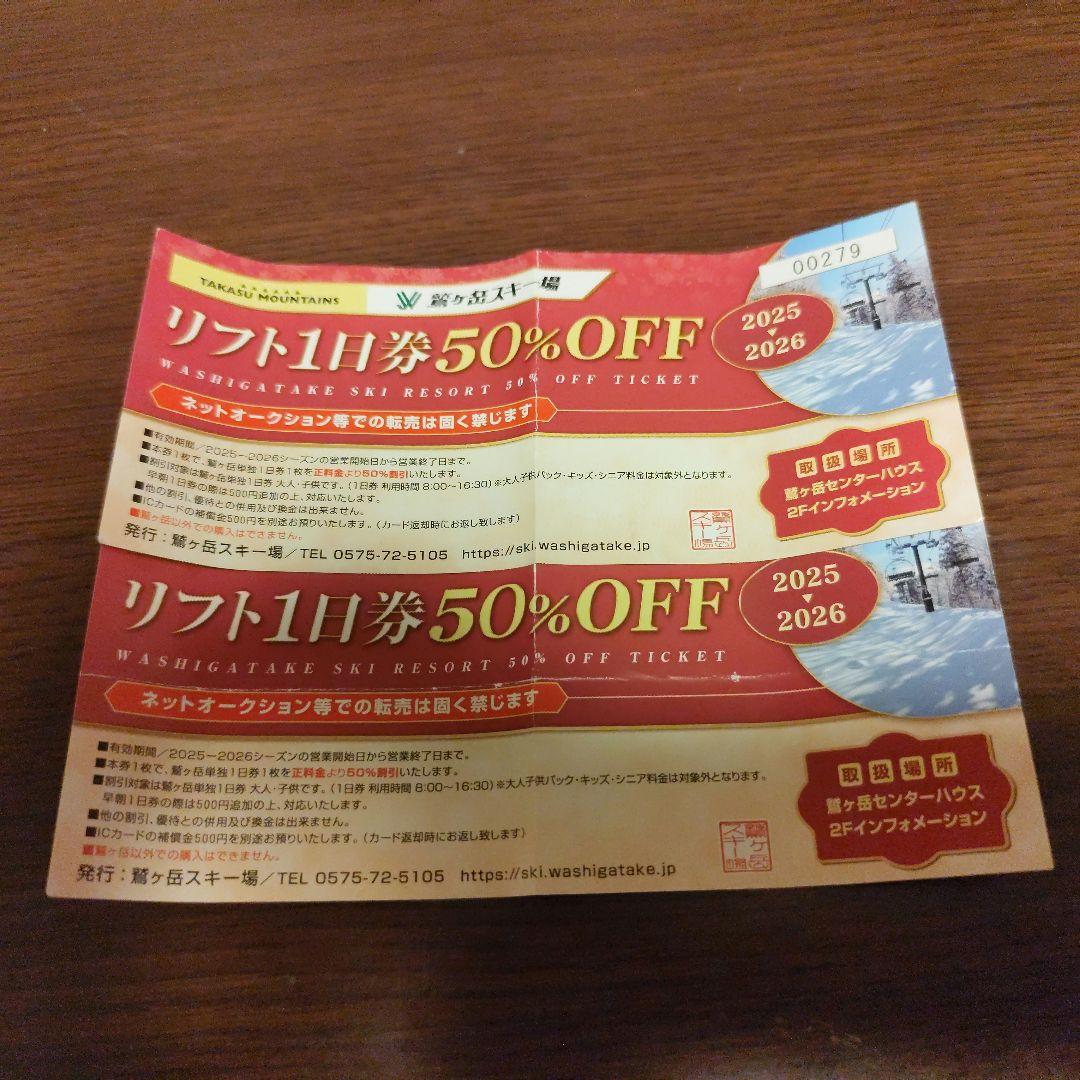 00279
TAKASU MOUNTAINS
鷲ヶ岳スキー場
リフト1日券50%OFF
2025
2026
WASHIGATAKE SKI RESORT 50% OFF TICKET
ネットオークション等での転売は固く禁じます
■有効期間/2025-2026シーズンの営業開始日から営業終了日まで。
■本券1枚で、鷲ヶ岳単独1日券1枚を正料金より50%割引いたします。
■割引対象は鷲ヶ岳単独1日券 大人・子供です。(1日券 利用時間 8:00~16:30)※大人子供パック・キッズ・シニア料金は対象外となります。
早朝1日券の際は500円追加の上、対応いたします。
■他の割引、優待との併用及び換金は出来ません。
■ICカードの補償金500円を別途お預りいたします。(カード返却時にお返し致します)
■鷲ヶ岳以外での購入はできません。
発行:鷲ヶ岳スキー場/TEL 0575-72-5105 https://ski.washigatake.jp
鷲ヶ岳
スキー場
取扱場所
鷲ヶ岳センターハウス
2Fインフォメーション
リフト1日券50%OFF
2025
2026
WASHIGATAKE SKI RESORT 50% OFF TICKET
ネットオークション等での転売は固く禁じます
■有効期間/2025-2026シーズンの営業開始日から営業終了日まで。
■本券1枚で、鷲ヶ岳単独1日券1枚を正料金より50%割引いたします。
■割引対象は鷲ヶ岳単独1日券 大人・子供です。(1日券 利用時間 8:00~16:30)※大人子供パック・キッズ・シニア料金は対象外となります。
早朝1日券の際は500円追加の上、対応いたします。
■他の割引、優待との併用及び換金は出来ません。
■ICカードの補償金500円を別途お預りいたします。(カード返却時にお返し致します)
■鷲ヶ岳以外での購入はできません。
発行:鷲ヶ岳スキー場/TEL 0575-72-5105 https://ski.washigatake.jp
鷲ヶ岳
スキー場
取扱場所
鷲ヶ岳センターハウス
2Fインフォメーション